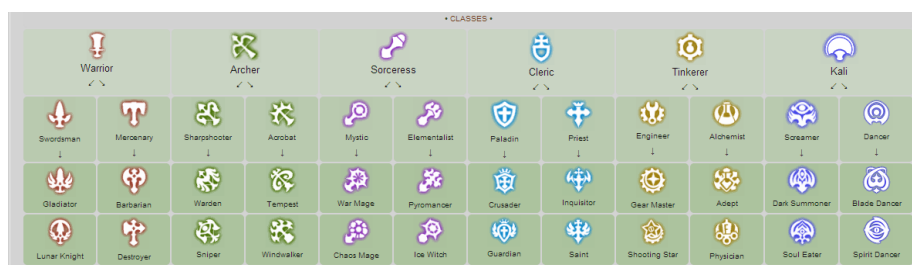 • CLASSES •
Warrior Archer Sorceress Cleric Tinkerer Kali
Swordsman Mercenary Sharpshooter Acrobat Mystic Elementalist Paladin Priest Engineer Alchemist Screamer Dancer
Gladiator Barbarian Warden Tempest War Mage Pyromancer Crusader Inquisitor Gear Master Adept Dark Summoner Blade Dancer
Lunar Knight Destroyer Sniper Windwalker Chaos Mage Ice Witch Guardian Saint Shooting Star Physician Soul Eater Spirit Dancer